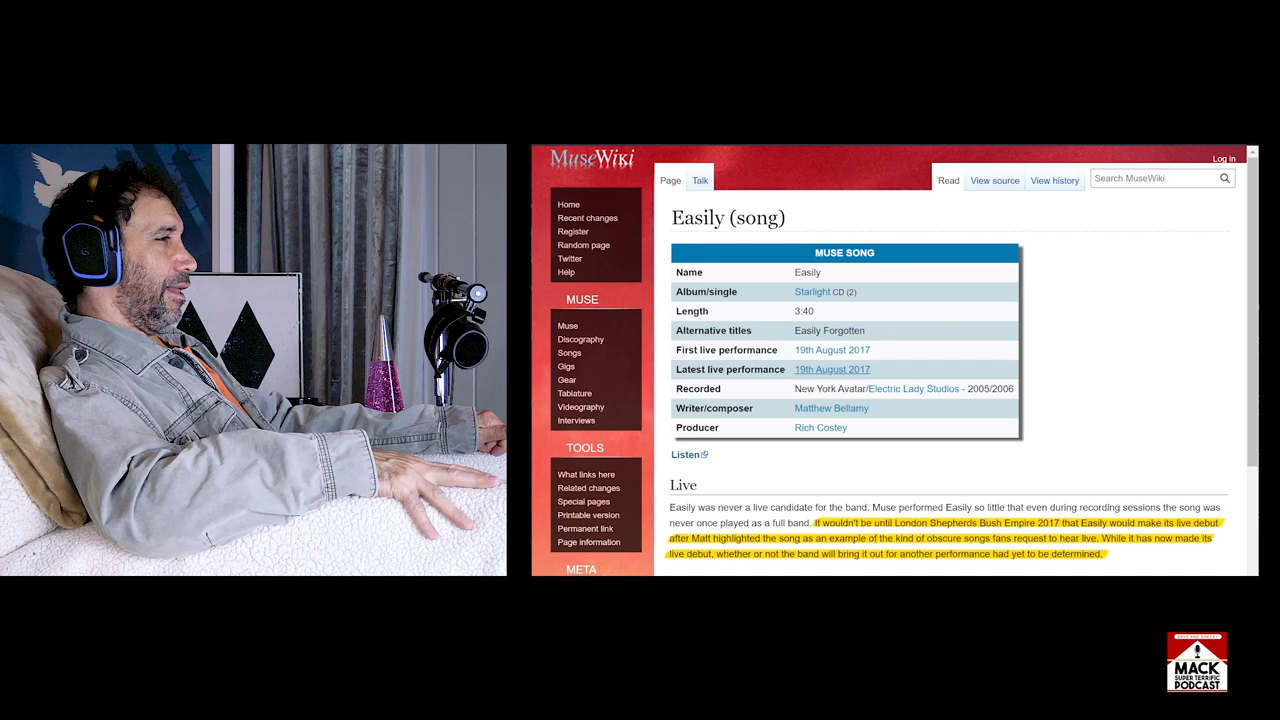 MuseWiki
Log in
Page
Talk
Read
View source
View history
Search MuseWiki
Home
Recent changes
Register
Random page
Twitter
Help
MUSE
Muse
Discography
Songs
Gigs
Gear
Tablature
Videography
Interviews
TOOLS
What links here
Related changes
Special pages
Printable version
Permanent link
Page information
META
Easily (song)
MUSE SONG
Name Easily
Album/single Starlight CD (2)
Length 3:40
Alternative titles Easily Forgotten
First live performance 19th August 2017
Latest live performance 19th August 2017
Recorded New York Avatar/Electric Lady Studios - 2005/2006
Writer/composer Matthew Bellamy
Producer Rich Costey
Listen
Live
Easily was never a live candidate for the band. Muse performed Easily so little that even during recording sessions the song was
never once played as a full band. It wouldn't be until London Shepherds Bush Empire 2017 that Easily would make its live debut
after Matt highlighted the song as an example of the kind of obscure songs fans request to hear live. While it has now made its
live debut, whether or not the band will bring it out for another performance had yet to be determined.
MACK
SUPER TERRIFIC
PODCAST